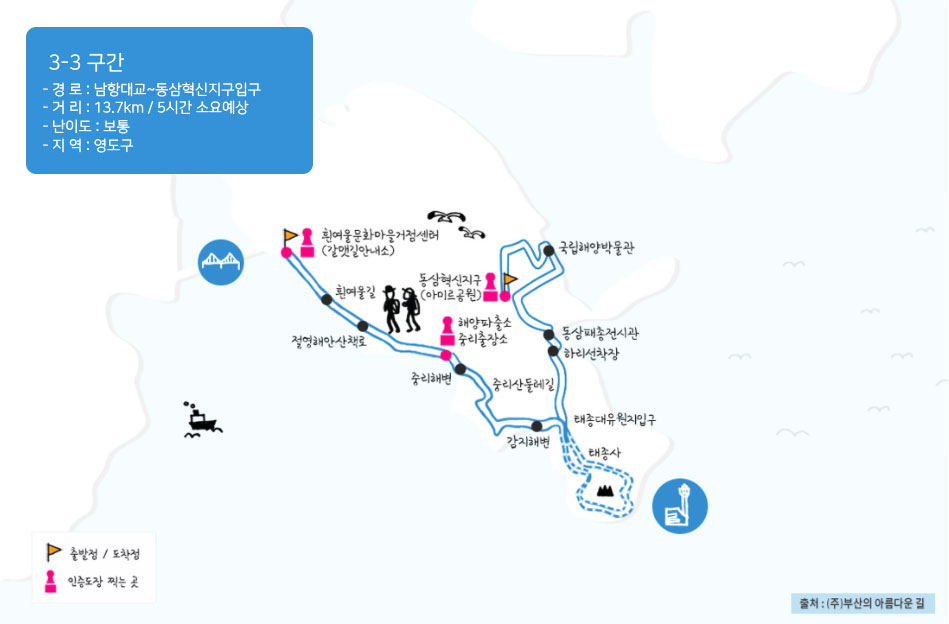 3-3 구간
- 경 로 : 남항대교~동삼혁신지구입구
- 거 리 : 13.7km / 5시간 소요예상
- 난이도 : 보통
- 지 역 : 영도구
흰여울문화마을거점센터
(갈맷길안내소)
국립해양박물관
동삼혁신지구
(아미르공원)
흰여울길
해양파출소
중리출장소
절영해안산책로
동삼패총전시관
하리선착장
중리해변
중리산둘레길
태종대유원지입구
감지해변
태종사
출발점 / 도착점
인증도장 찍는 곳
출처 : (주)부산의 아름다운 길